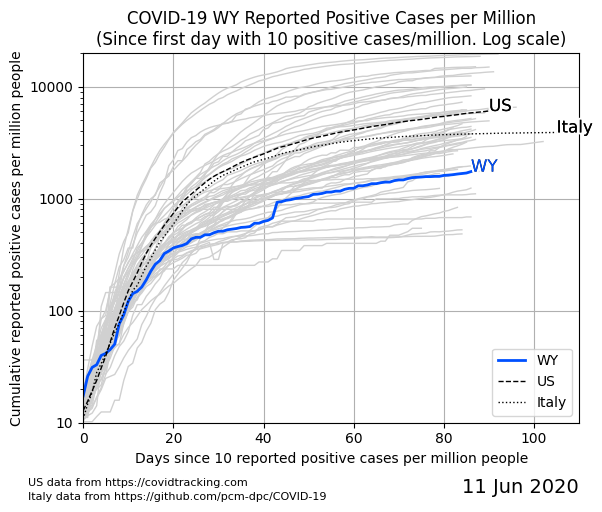 COVID-19 WY Reported Positive Cases per Million
(Since first day with 10 positive cases/million. Log scale)
Cumulative reported positive cases per million people
10000
1000
100
10
US
Italy
WY
WY
US
Italy
0 20 40 60 80 100
Days since 10 reported positive cases per million people
US data from https://covidtracking.com
Italy data from https://github.com/pcm-dpc/COVID-19
11 Jun 2020